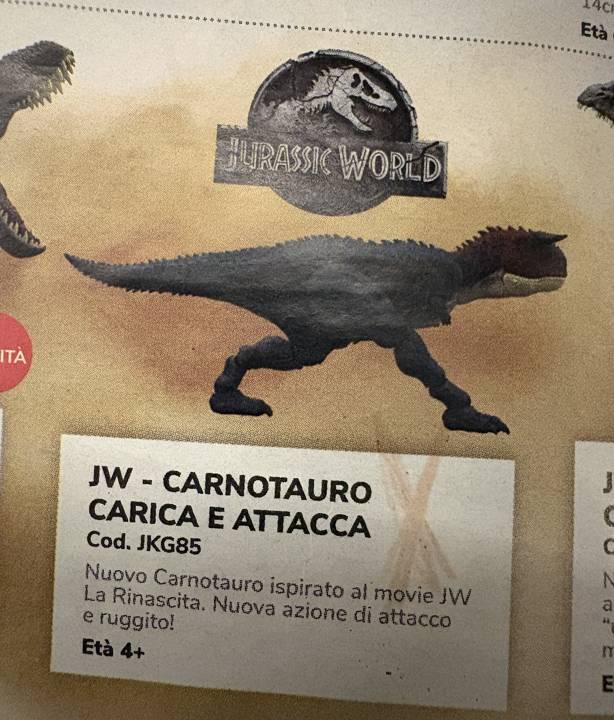 14c
Età
JURASSIC WORLD
ITÀ
JW - CARNOTAURO
CARICA E ATTACCA
Cod. JKG85
Nuovo Carnotauro ispirato al movie JW
La Rinascita. Nuova azione di attacco
e ruggito!
Età 4+